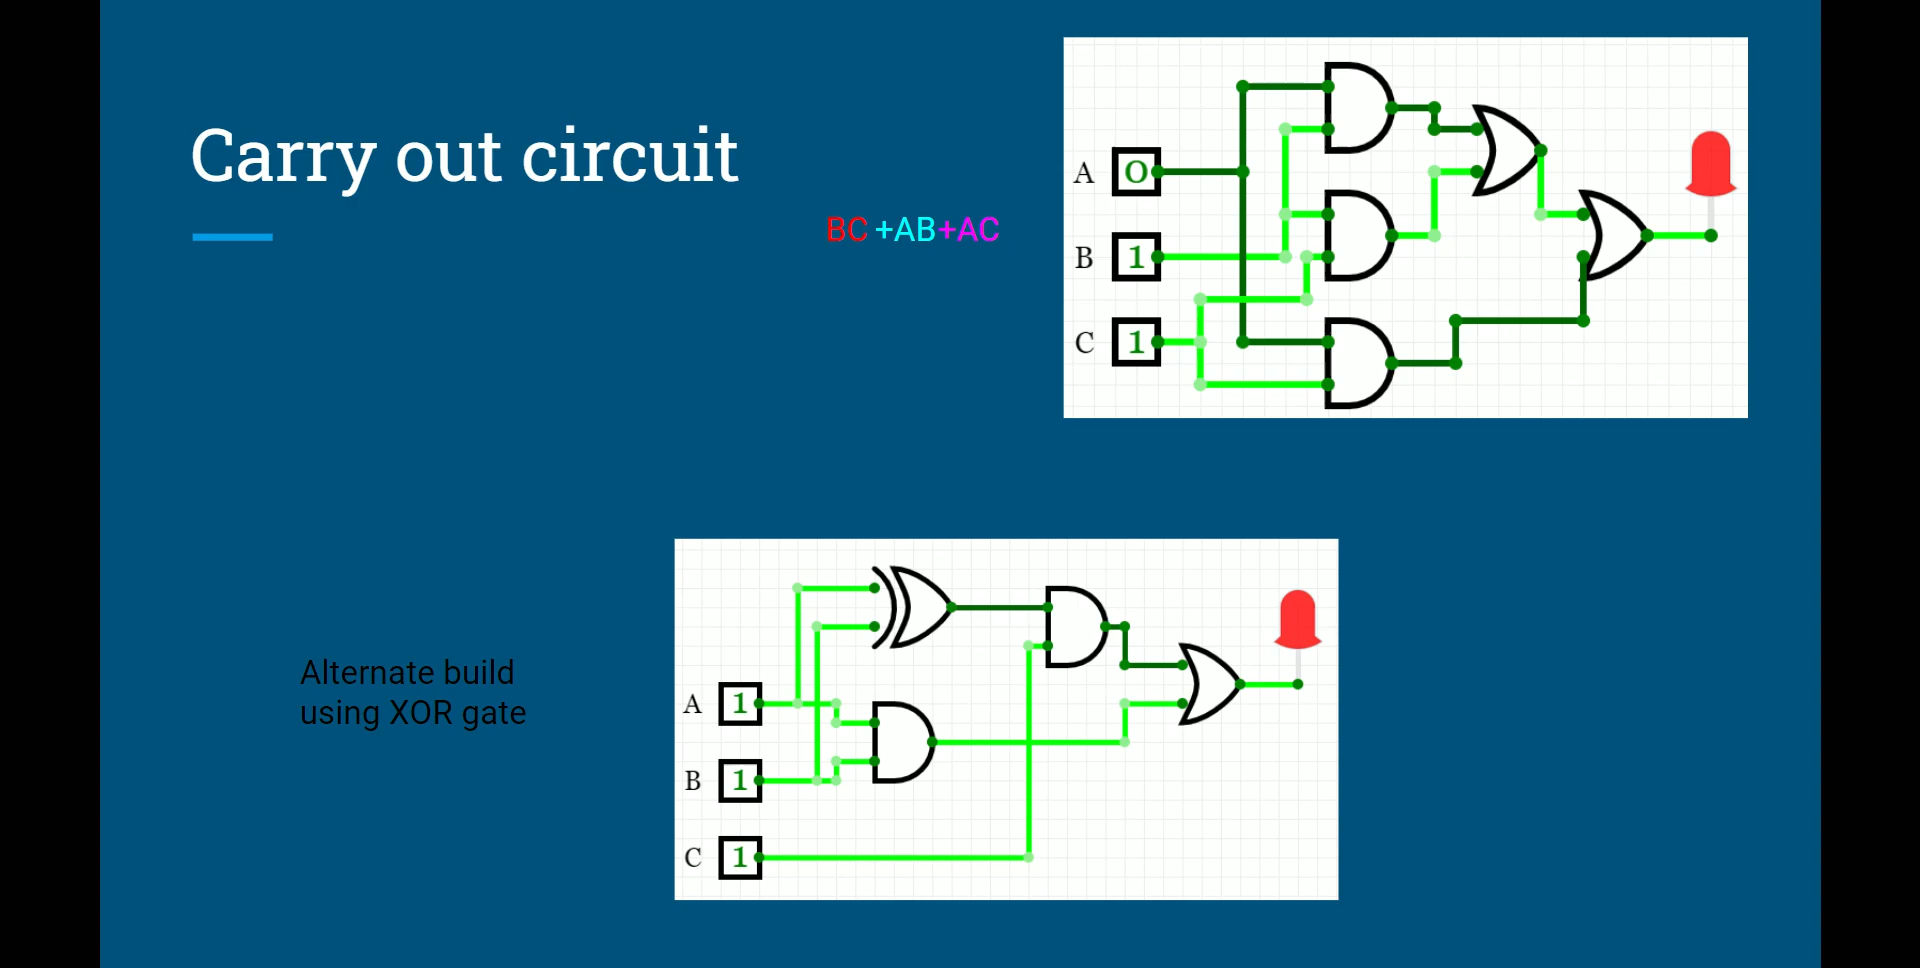 Carry out circuit
BC +AB+AC
A 0
B 1
C 1
Alternate build
using XOR gate
A 1
B 1
C 1